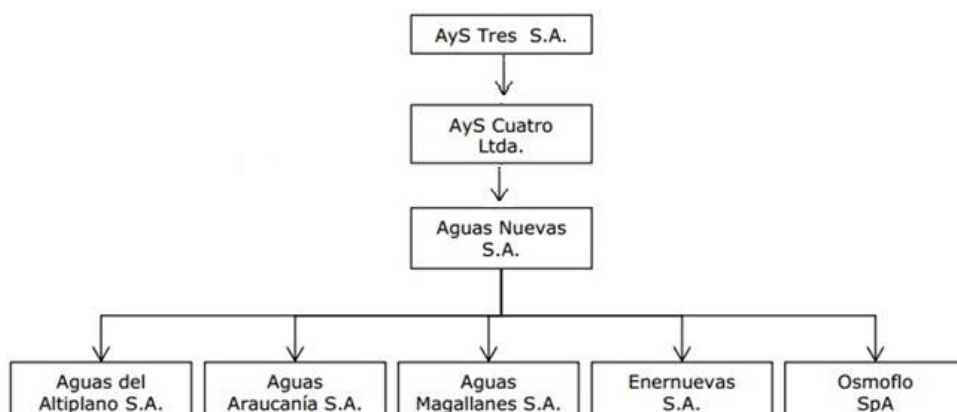 AyS Tres S.A.
AyS Cuatro
Ltda.
Aguas Nuevas
S.A.
Aguas del
Altiplano S.A.
Aguas
Araucanía S.A.
Aguas
Magallanes S.A.
Enernuevas
S.A.
Osmoflo
SpA